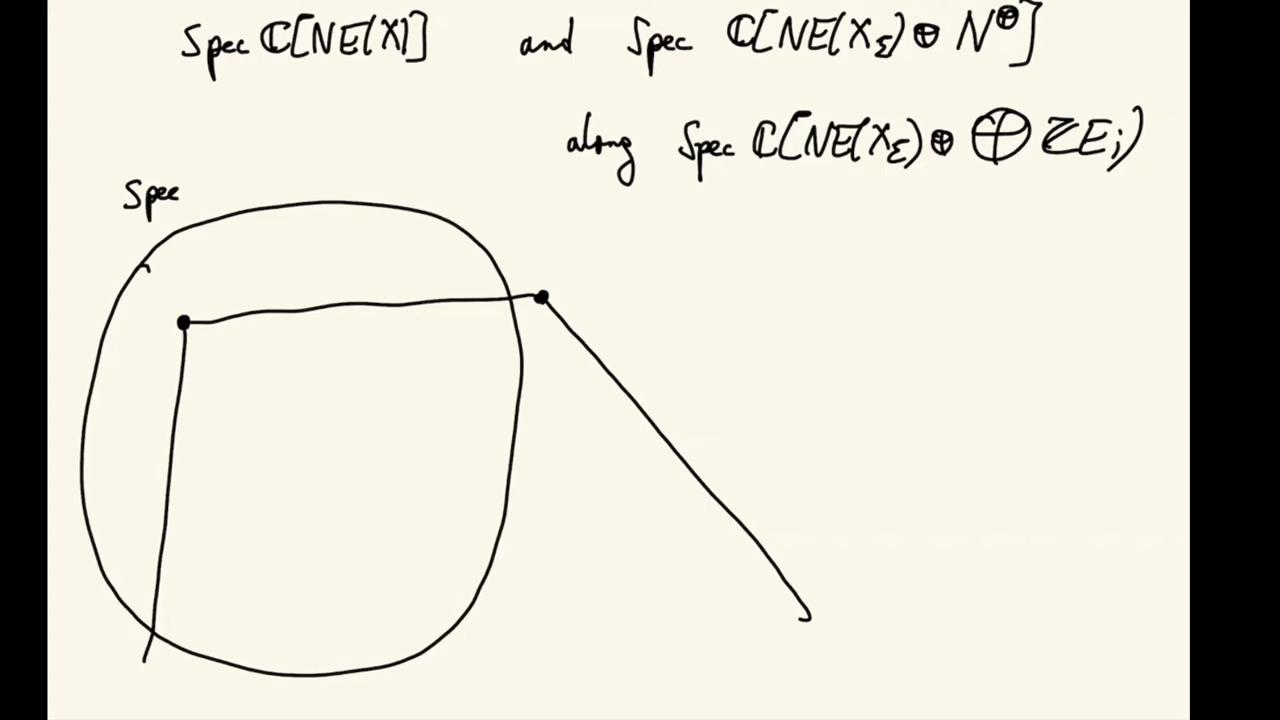 Spec ℂ[NE(X)] and Spec ℂ[NE(X_Σ) ⊕ N^⊕]
along Spec ℂ[NE(X_Σ) ⊕ ⊕ ℤE_i]
Spec